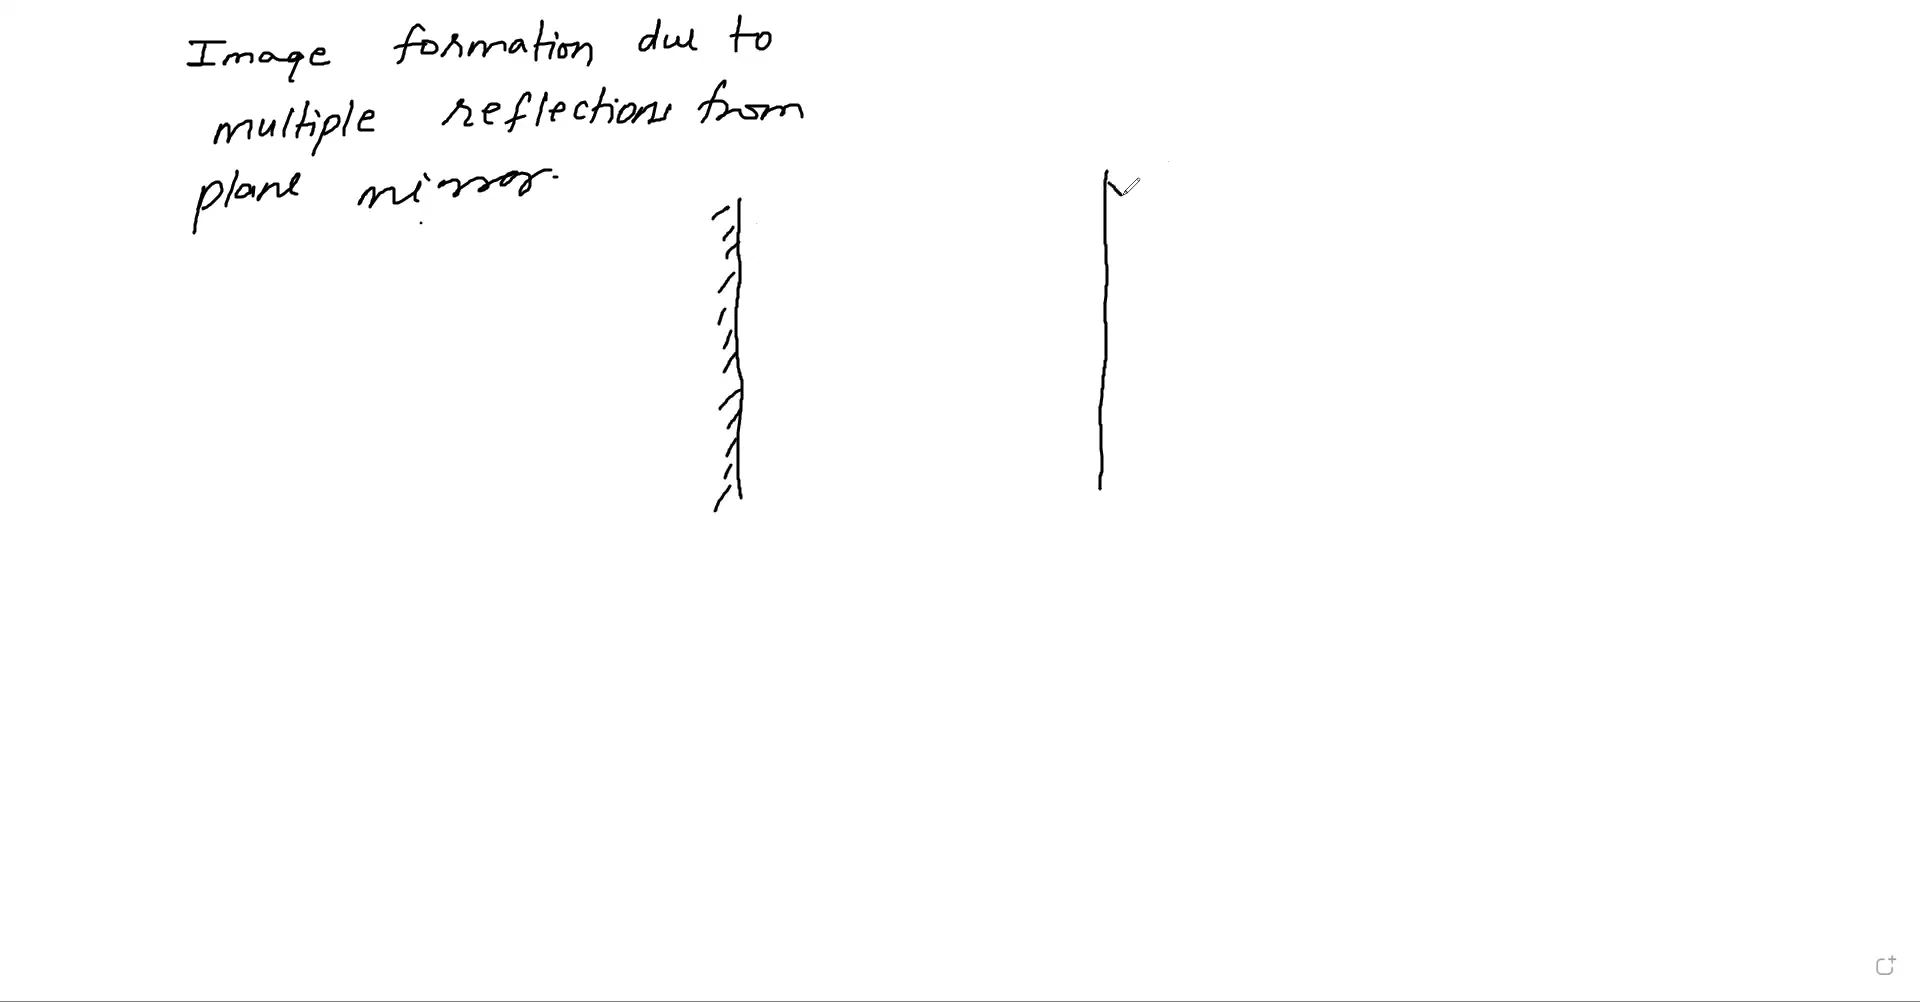 Image formation due to
multiple reflections from
plane mirror.